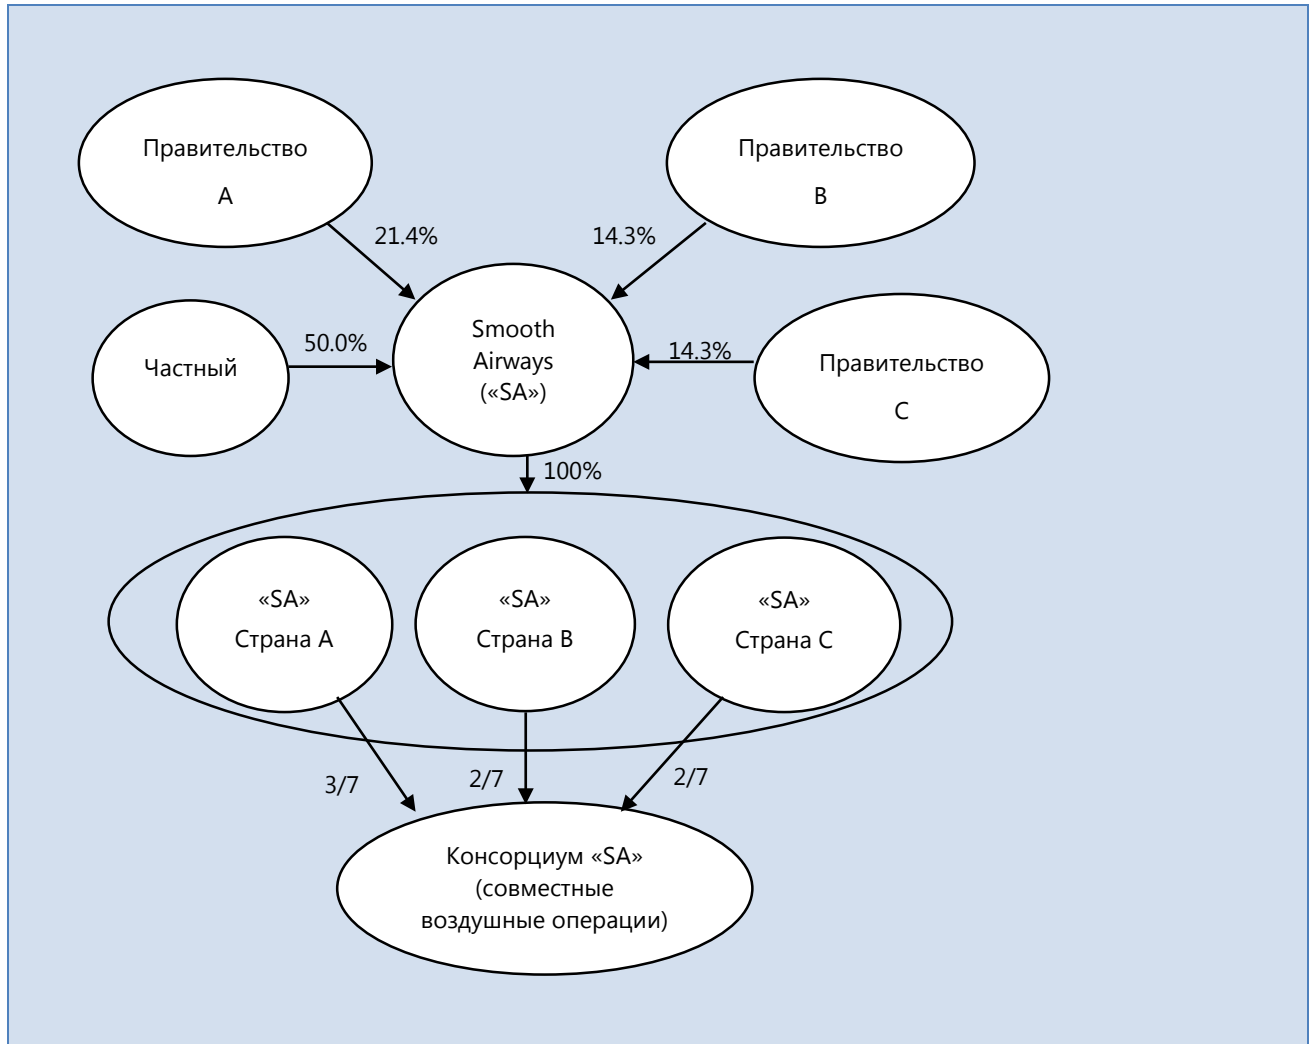 Правительство
А
Правительство
В
21.4%
14.3%
Частный
50.0%
Smooth
Airways
(«SA»)
14.3%
Правительство
С
100%
«SA»
Страна А
«SA»
Страна В
«SA»
Страна С
3/7
2/7
2/7
Консорциум «SA»
(совместные
воздушные операции)